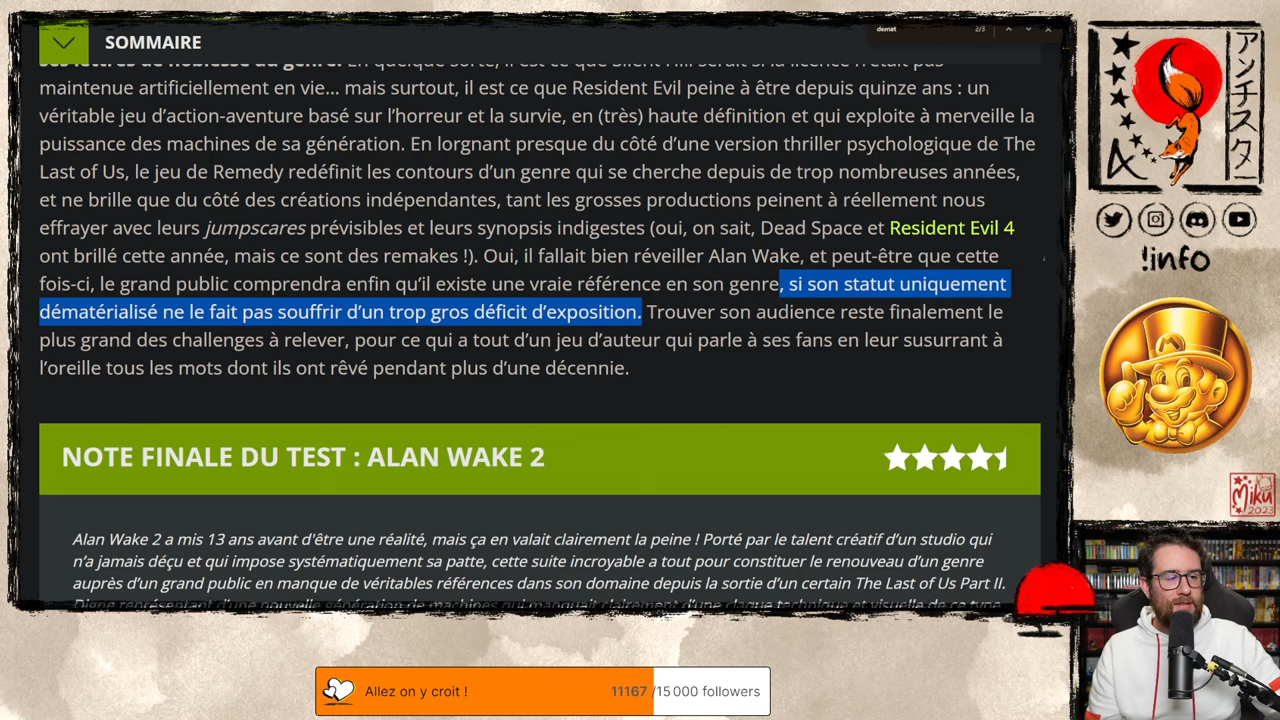 SOMMAIRE
démat
2/3
maintenue artificiellement en vie... mais surtout, il est ce que Resident Evil peine à être depuis quinze ans : un
véritable jeu d'action-aventure basé sur l'horreur et la survie, en (très) haute définition et qui exploite à merveille la
puissance des machines de sa génération. En lorgnant presque du côté d'une version thriller psychologique de The
Last of Us, le jeu de Remedy redéfinit les contours d'un genre qui se cherche depuis de trop nombreuses années,
et ne brille que du côté des créations indépendantes, tant les grosses productions peinent à réellement nous
effrayer avec leurs jumpscares prévisibles et leurs synopsis indigestes (oui, on sait, Dead Space et Resident Evil 4
ont brillé cette année, mais ce sont des remakes !). Oui, il fallait bien réveiller Alan Wake, et peut-être que cette
fois-ci, le grand public comprendra enfin qu'il existe une vraie référence en son genre, si son statut uniquement
dématérialisé ne le fait pas souffrir d'un trop gros déficit d'exposition. Trouver son audience reste finalement le
plus grand des challenges à relever, pour ce qui a tout d'un jeu d'auteur qui parle à ses fans en leur susurrant à
l'oreille tous les mots dont ils ont rêvé pendant plus d'une décennie.
NOTE FINALE DU TEST : ALAN WAKE 2
Alan Wake 2 a mis 13 ans avant d'être une réalité, mais ça en valait clairement la peine ! Porté par le talent créatif d'un studio qui
n'a jamais déçu et qui impose systématiquement sa patte, cette suite incroyable a tout pour constituer le renouveau d'un genre
auprès d'un grand public en manque de véritables références dans son domaine depuis la sortie d'un certain The Last of Us Part II.
アンチスター
!info
M
Miku
2023
Allez on y croit !
11167 /15 000 followers